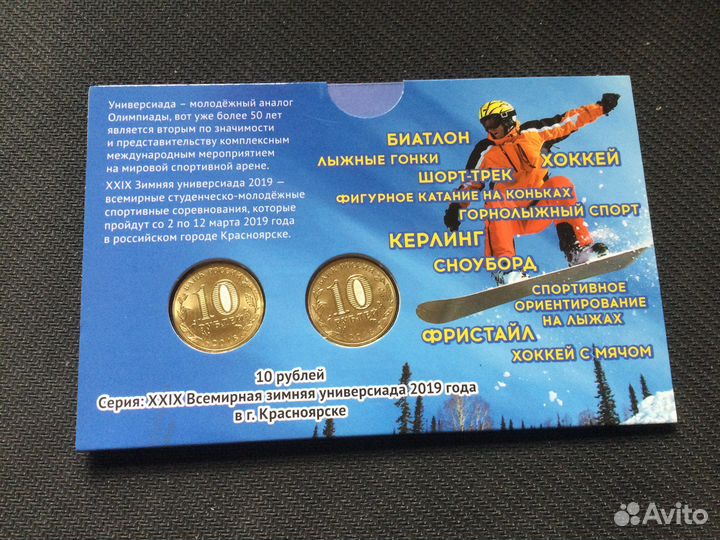 Универсиада – молодёжный аналог
Олимпиады, вот уже более 50 лет
является вторым по значимости
и представительству комплексным
международным мероприятием
на мировой спортивной арене.
XXIX Зимняя универсиада 2019 —
всемирные студенческо-молодёжные
спортивные соревнования, которые
пройдут со 2 по 12 марта 2019 года
в российском городе Красноярске.
БИАТЛОН
ЛЫЖНЫЕ ГОНКИ
ХОККЕЙ
ШОРТ-ТРЕК
ФИГУРНОЕ КАТАНИЕ НА КОНЬКАХ
ГОРНОЛЫЖНЫЙ СПОРТ
КЕРЛИНГ
СНОУБОРД
СПОРТИВНОЕ
ОРИЕНТИРОВАНИЕ
НА ЛЫЖАХ
ФРИСТАЙЛ
ХОККЕЙ С МЯЧОМ
БАНК РОССИИ
10
РУБЛЕЙ
10
РУБЛЕЙ
10 рублей
Серия: XXIX Всемирная зимняя универсиада 2019 года
в г. Красноярске
Avito